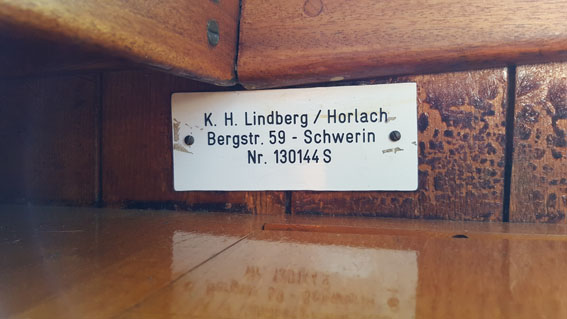 K. H. Lindberg / Horlach
Bergstr. 59 - Schwerin
Nr. 130144 S